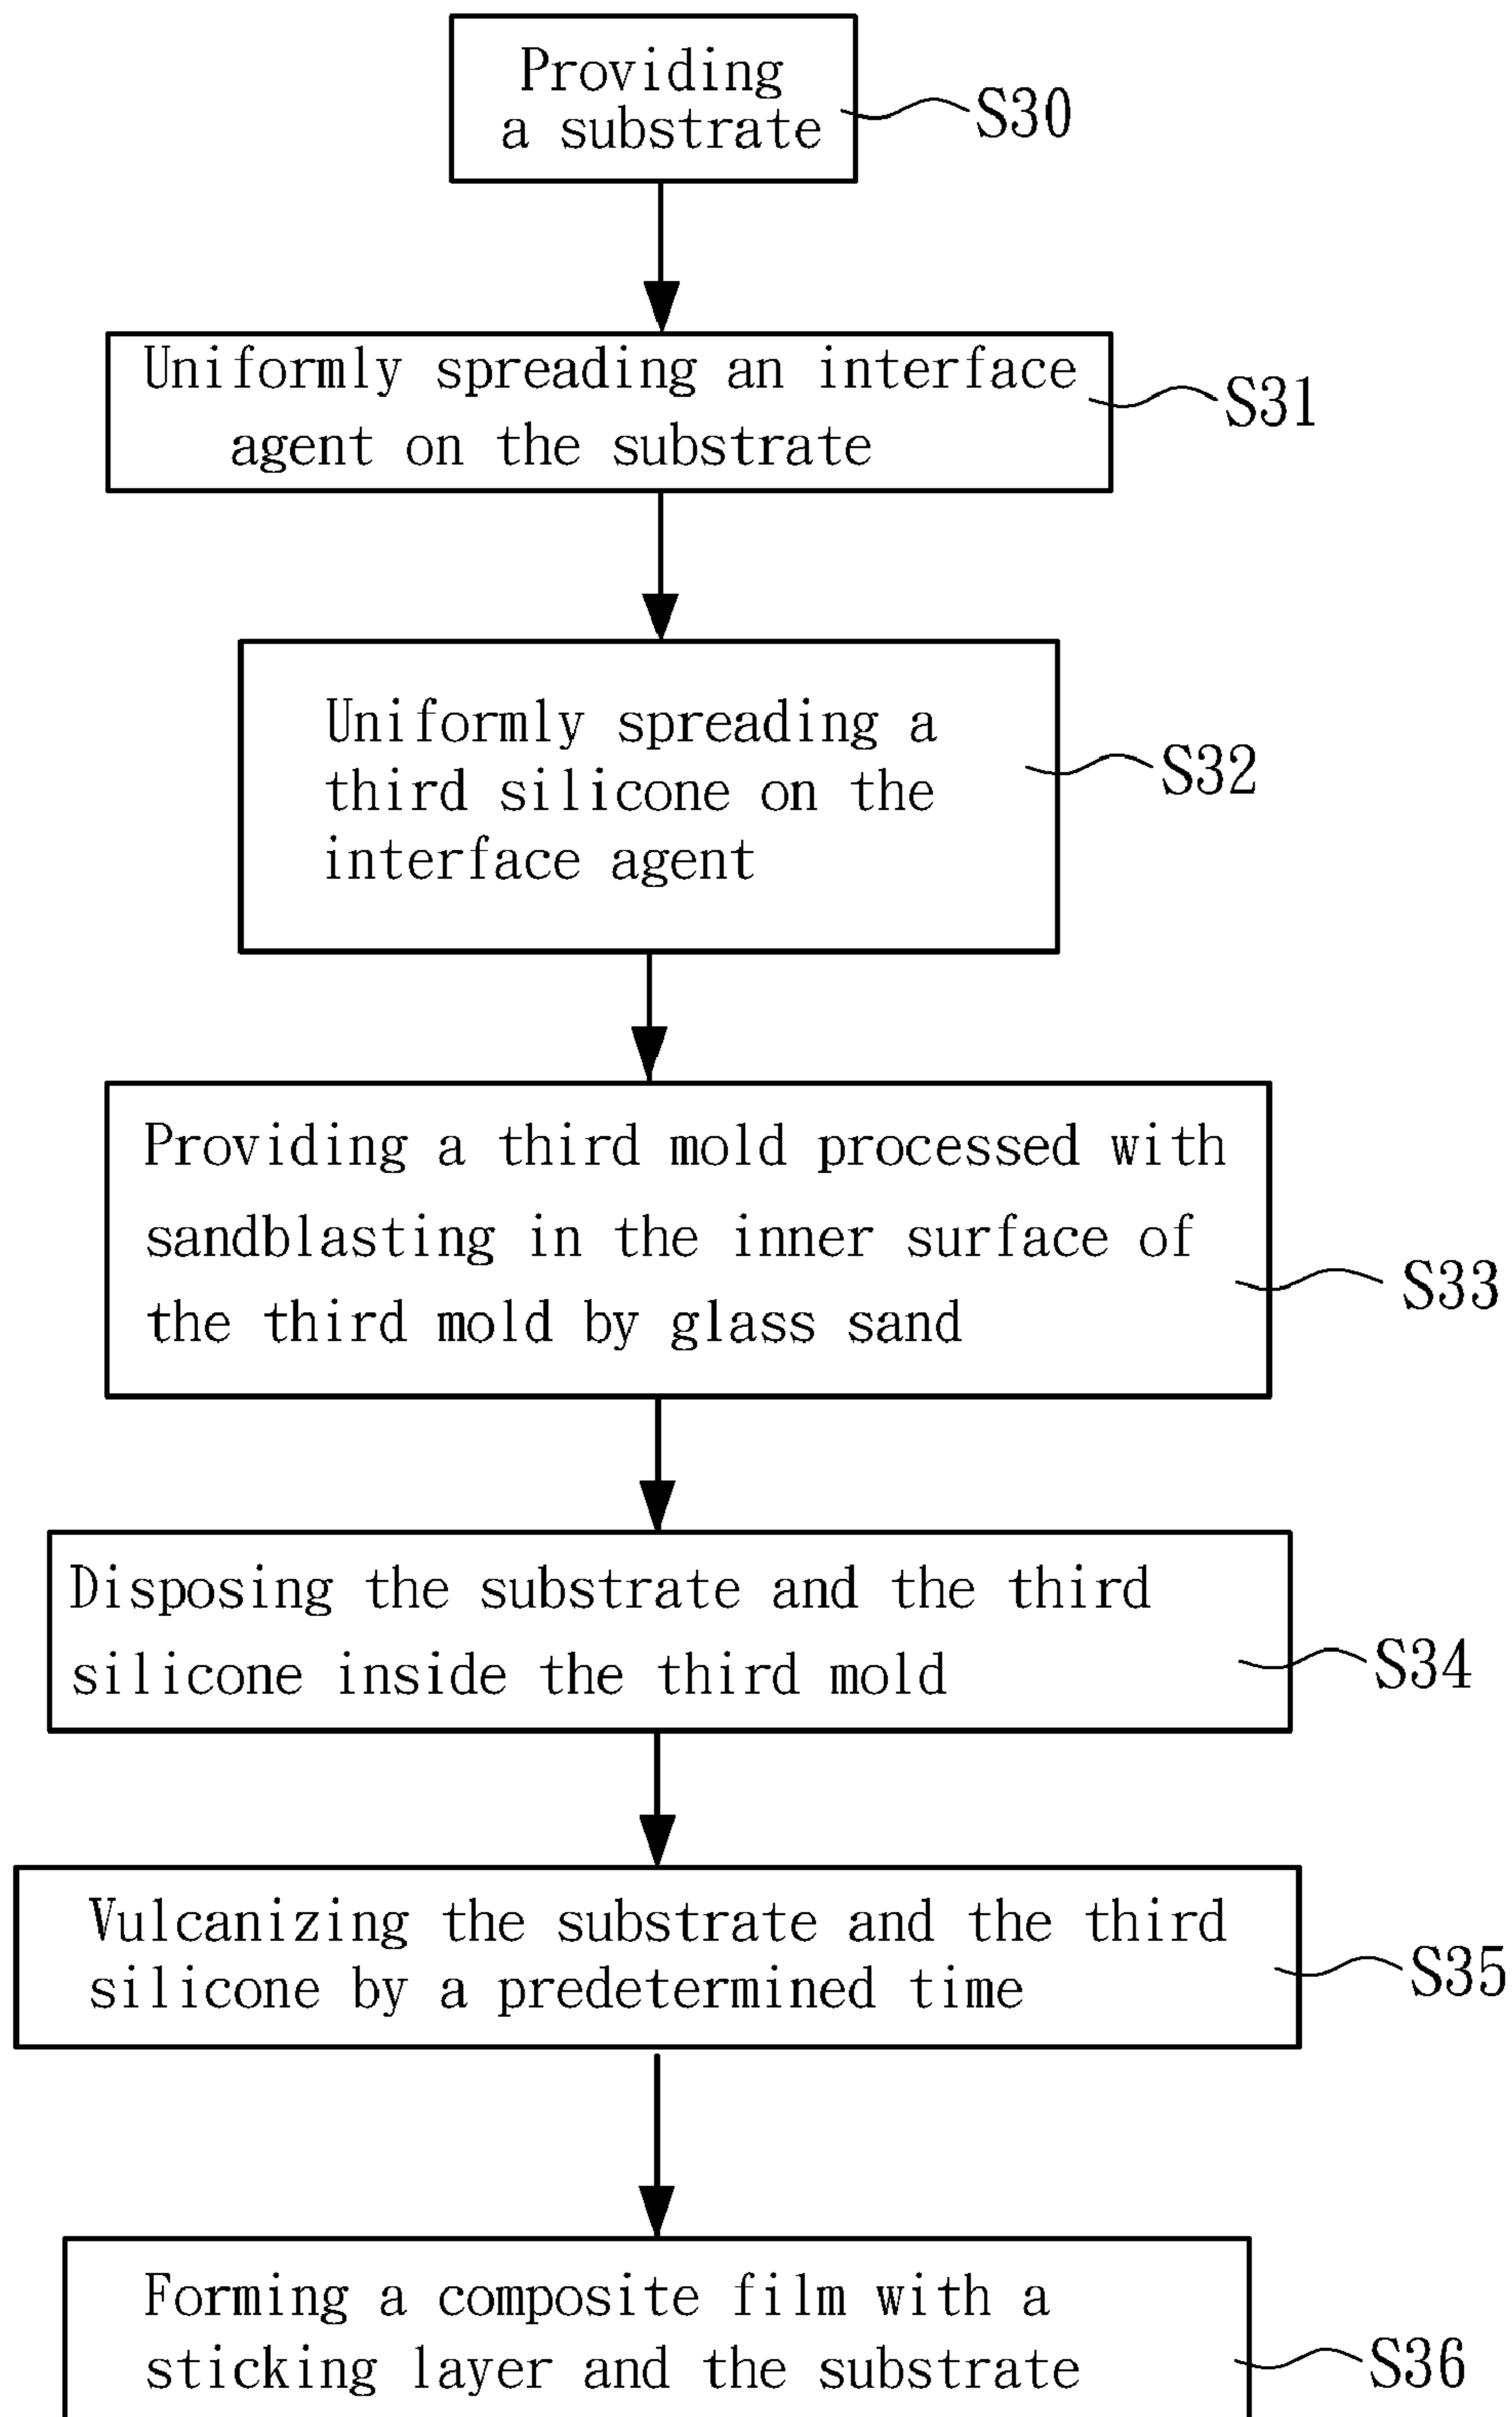 Providing
a substrate
S30
Uniformly spreading an interface
agent on the substrate
S31
Uniformly spreading a
third silicone on the
interface agent
S32
Providing a third mold processed with
sandblasting in the inner surface of
the third mold by glass sand
S33
Disposing the substrate and the third
silicone inside the third mold
S34
Vulcanizing the substrate and the third
silicone by a predetermined time
S35
Forming a composite film with a
sticking layer and the substrate
S36